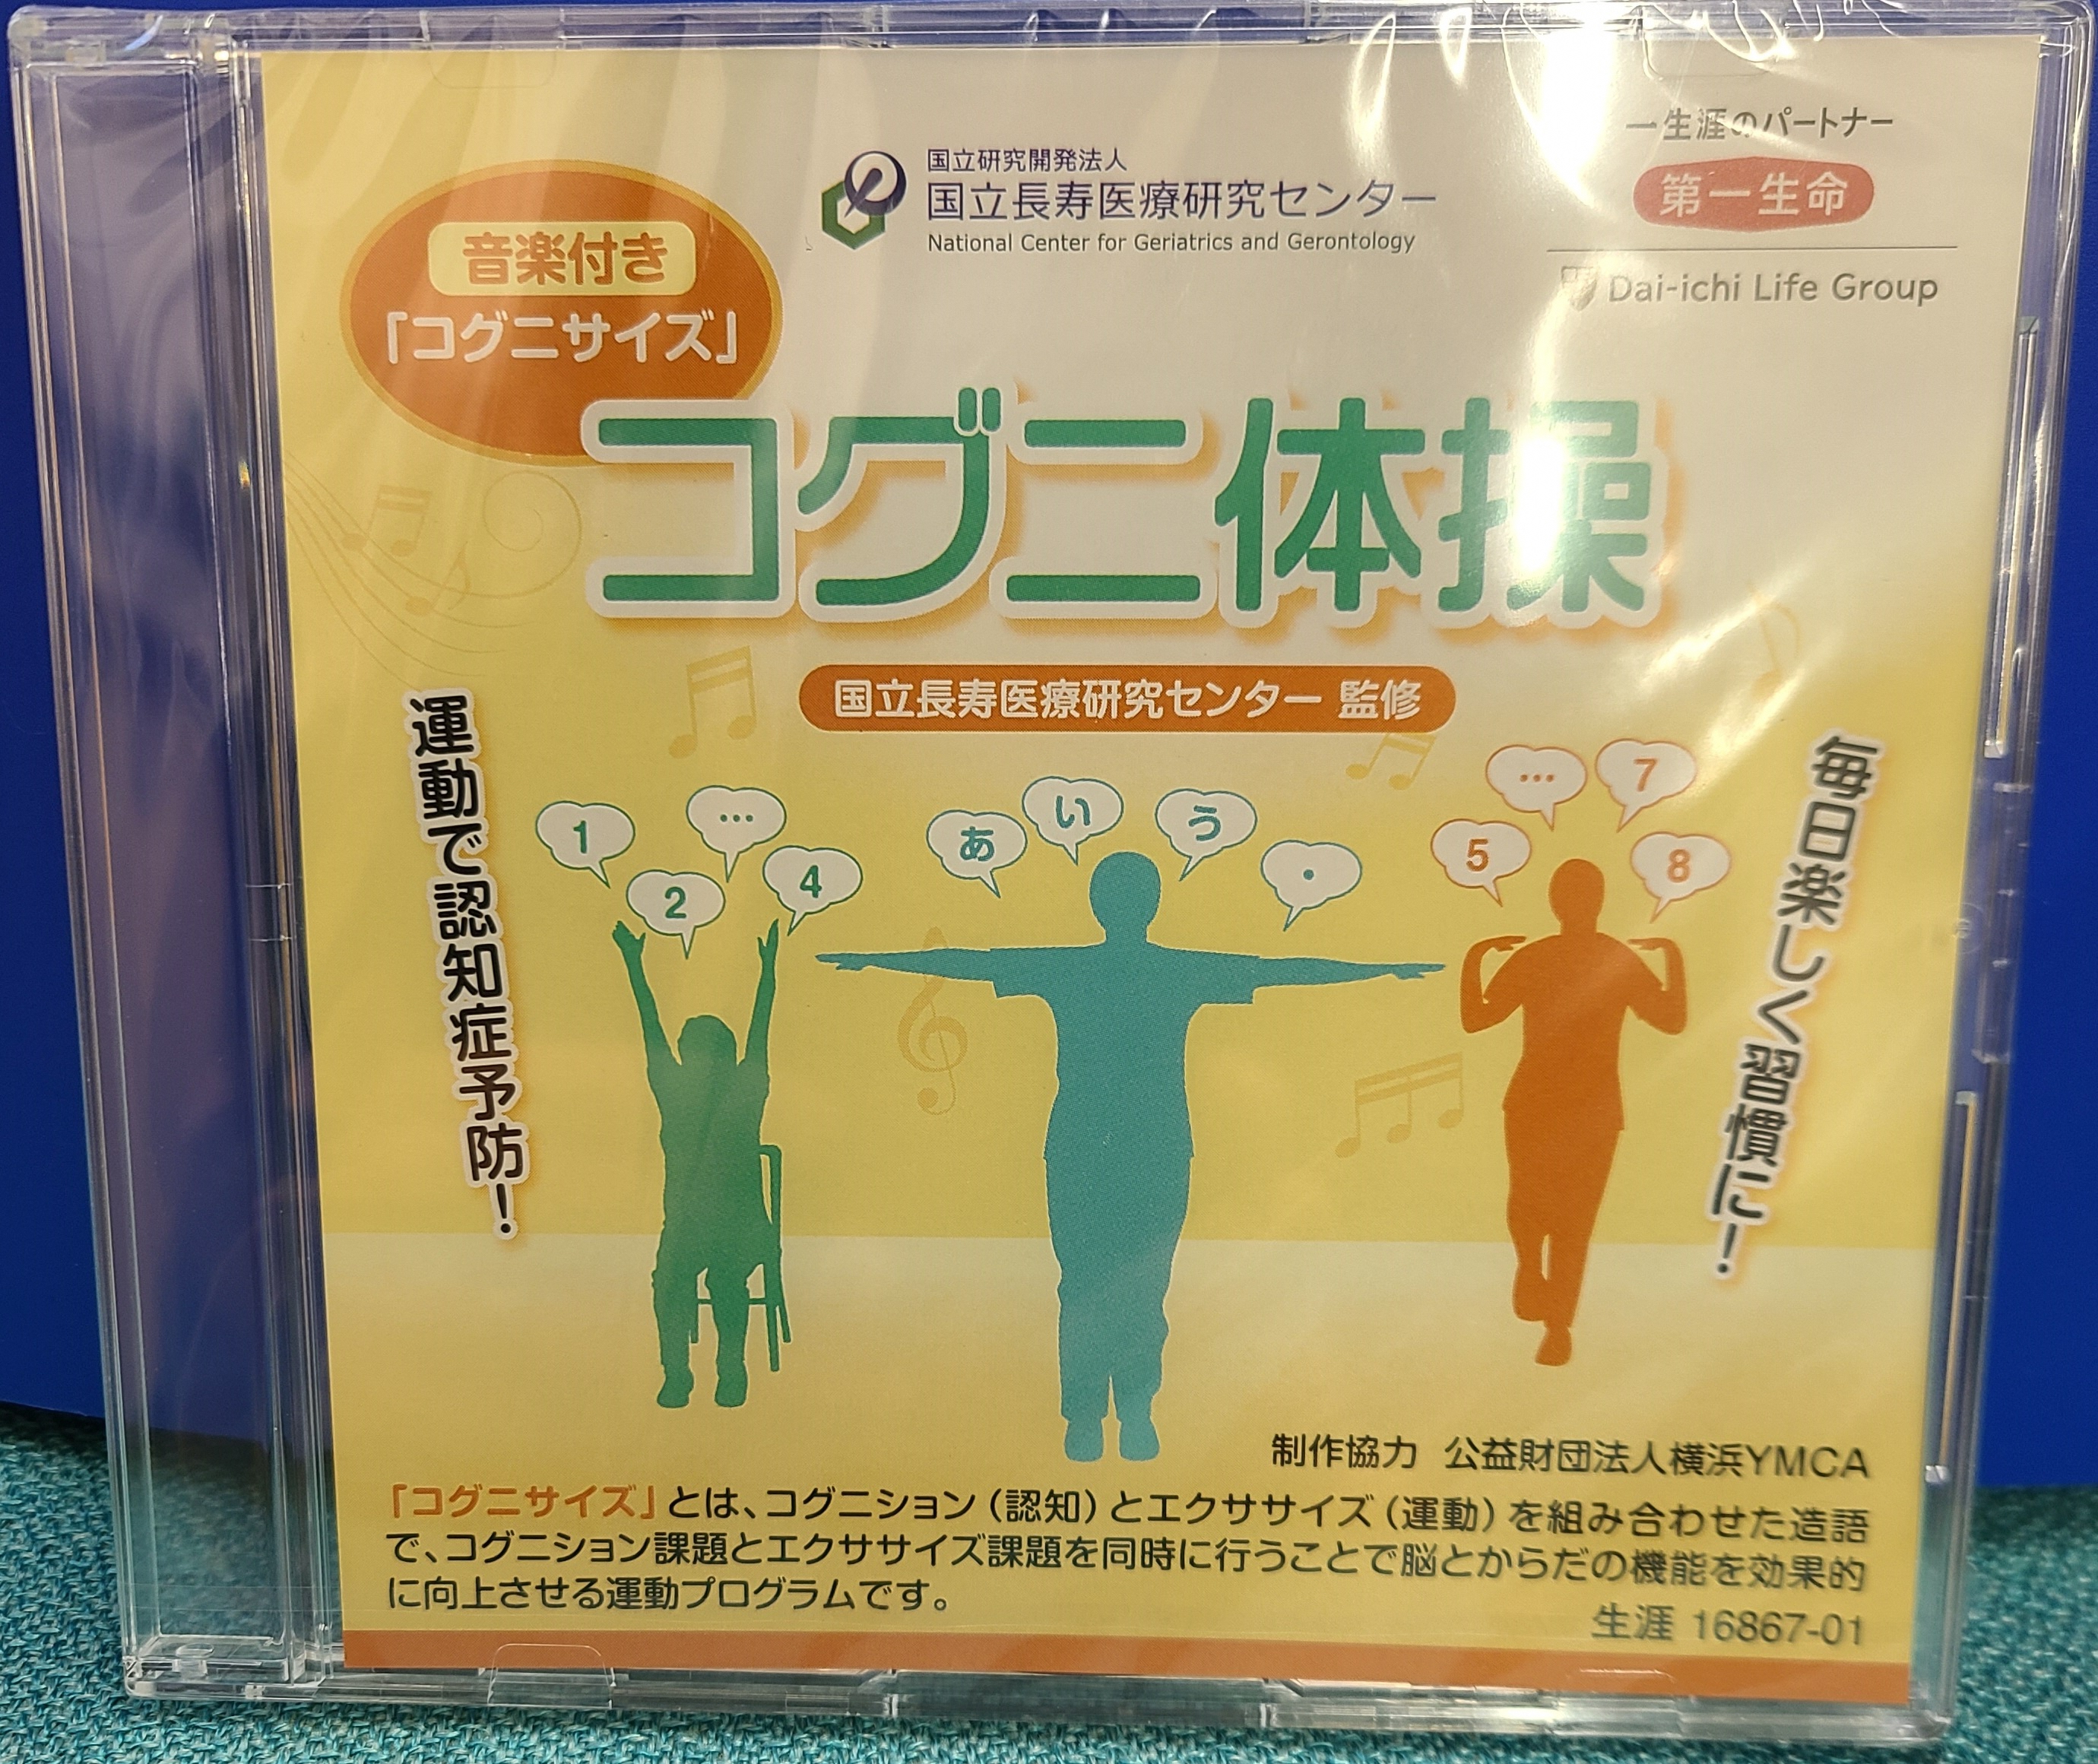 一生涯のパートナー
第一生命
Dai-ichi Life Group
国立研究開発法人
国立長寿医療研究センター
National Center for Geriatrics and Gerontology
音楽付き
「コグニサイズ」
コグニ体操
国立長寿医療研究センター 監修
運動で認知症予防!
毎日楽しく習慣に!
1
2
…
4
あ
い
う
・
5
…
7
8
制作協力 公益財団法人横浜YMCA
「コグニサイズ」とは、コグニション(認知)とエクササイズ(運動)を組み合わせた造語
で、コグニション課題とエクササイズ課題を同時に行うことで脳とからだの機能を効果的
に向上させる運動プログラムです。
生涯 16867-01